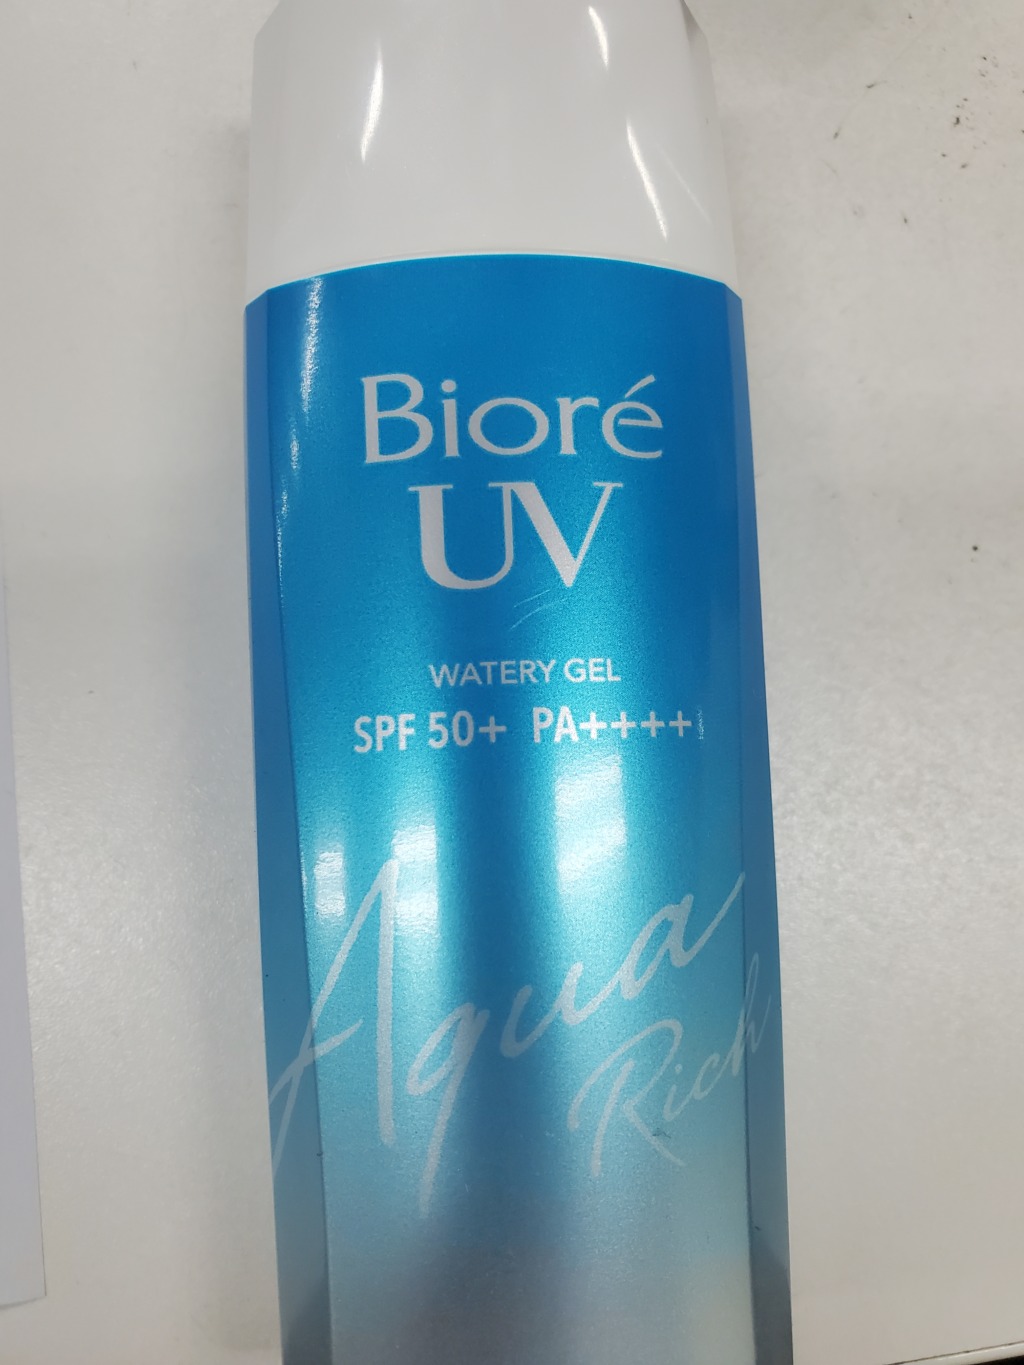 Bioré
UV
WATERY GEL
SPF 50+ PA++++
Aqua
Rich